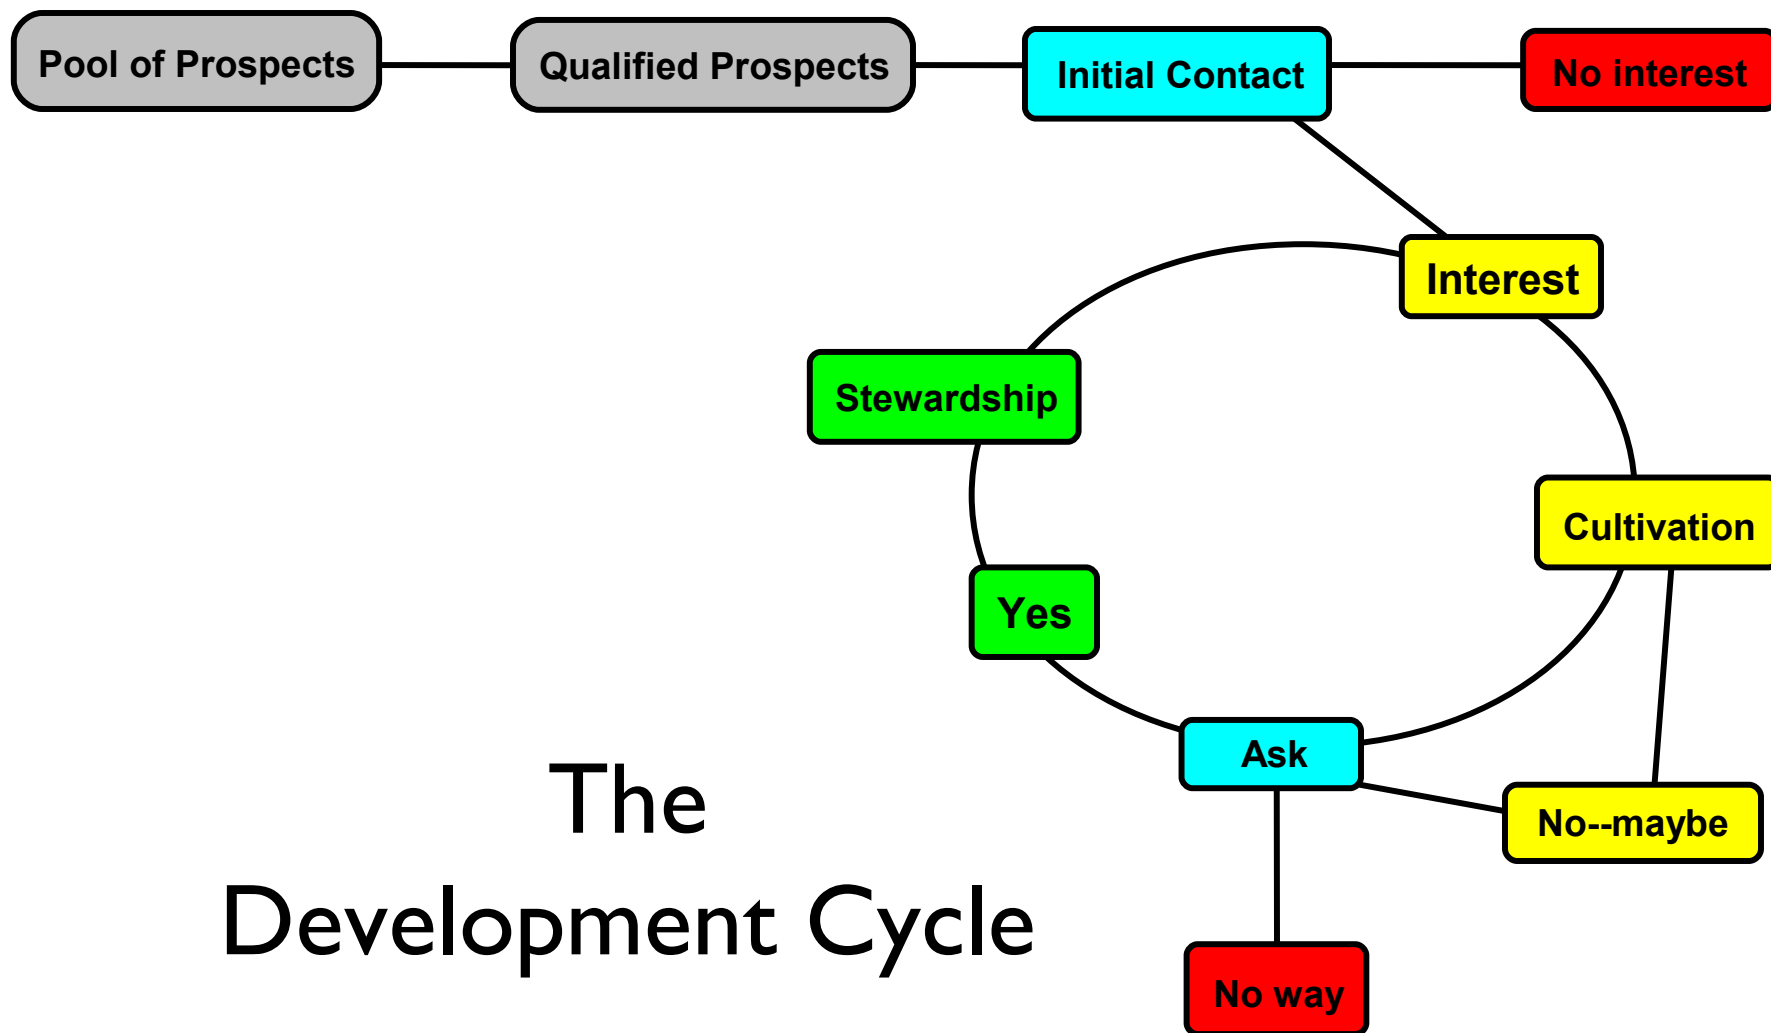 Pool of Prospects
Qualified Prospects
Initial Contact
No interest
Interest
Stewardship
Cultivation
Yes
Ask
No--maybe
The
Development Cycle
No way